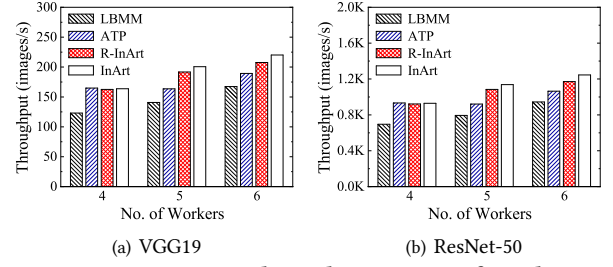 300
250
200
150
100
50
0
Throughput (images/s)
LBMM
ATP
R-InArt
InArt
4 5 6
No. of Workers
(a) VGG19
2.0K
1.6K
1.2K
0.8K
0.4K
0.0K
Throughput (images/s)
LBMM
ATP
R-InArt
InArt
4 5 6
No. of Workers
(b) ResNet-50